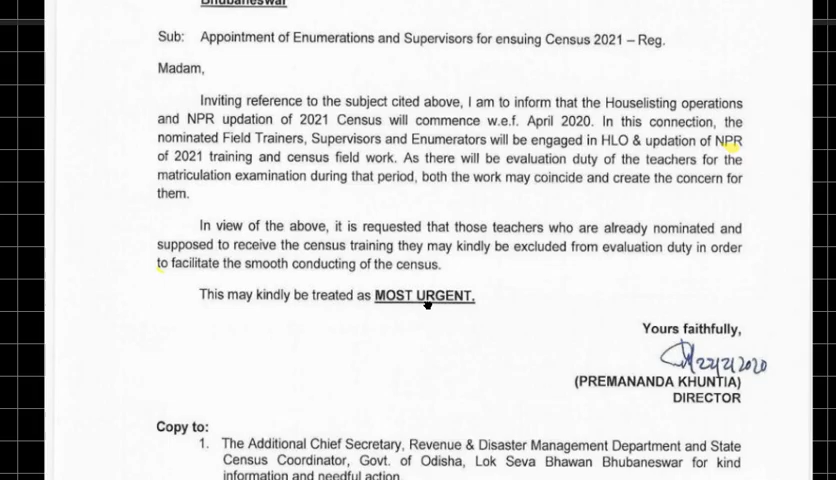 Bhubaneswar
Sub: Appointment of Enumerations and Supervisors for ensuing Census 2021 – Reg.
Madam,
Inviting reference to the subject cited above, I am to inform that the Houselisting operations
and NPR updation of 2021 Census will commence w.e.f. April 2020. In this connection, the
nominated Field Trainers, Supervisors and Enumerators will be engaged in HLO & updation of NPR
of 2021 training and census field work. As there will be evaluation duty of the teachers for the
matriculation examination during that period, both the work may coincide and create the concern for
them.
In view of the above, it is requested that those teachers who are already nominated and
supposed to receive the census training they may kindly be excluded from evaluation duty in order
to facilitate the smooth conducting of the census.
This may kindly be treated as MOST URGENT.
Yours faithfully,
22/2/2020
(PREMANANDA KHUNTIA)
DIRECTOR
Copy to:
1. The Additional Chief Secretary, Revenue & Disaster Management Department and State
Census Coordinator, Govt. of Odisha, Lok Seva Bhawan Bhubaneswar for kind
information and needful action.